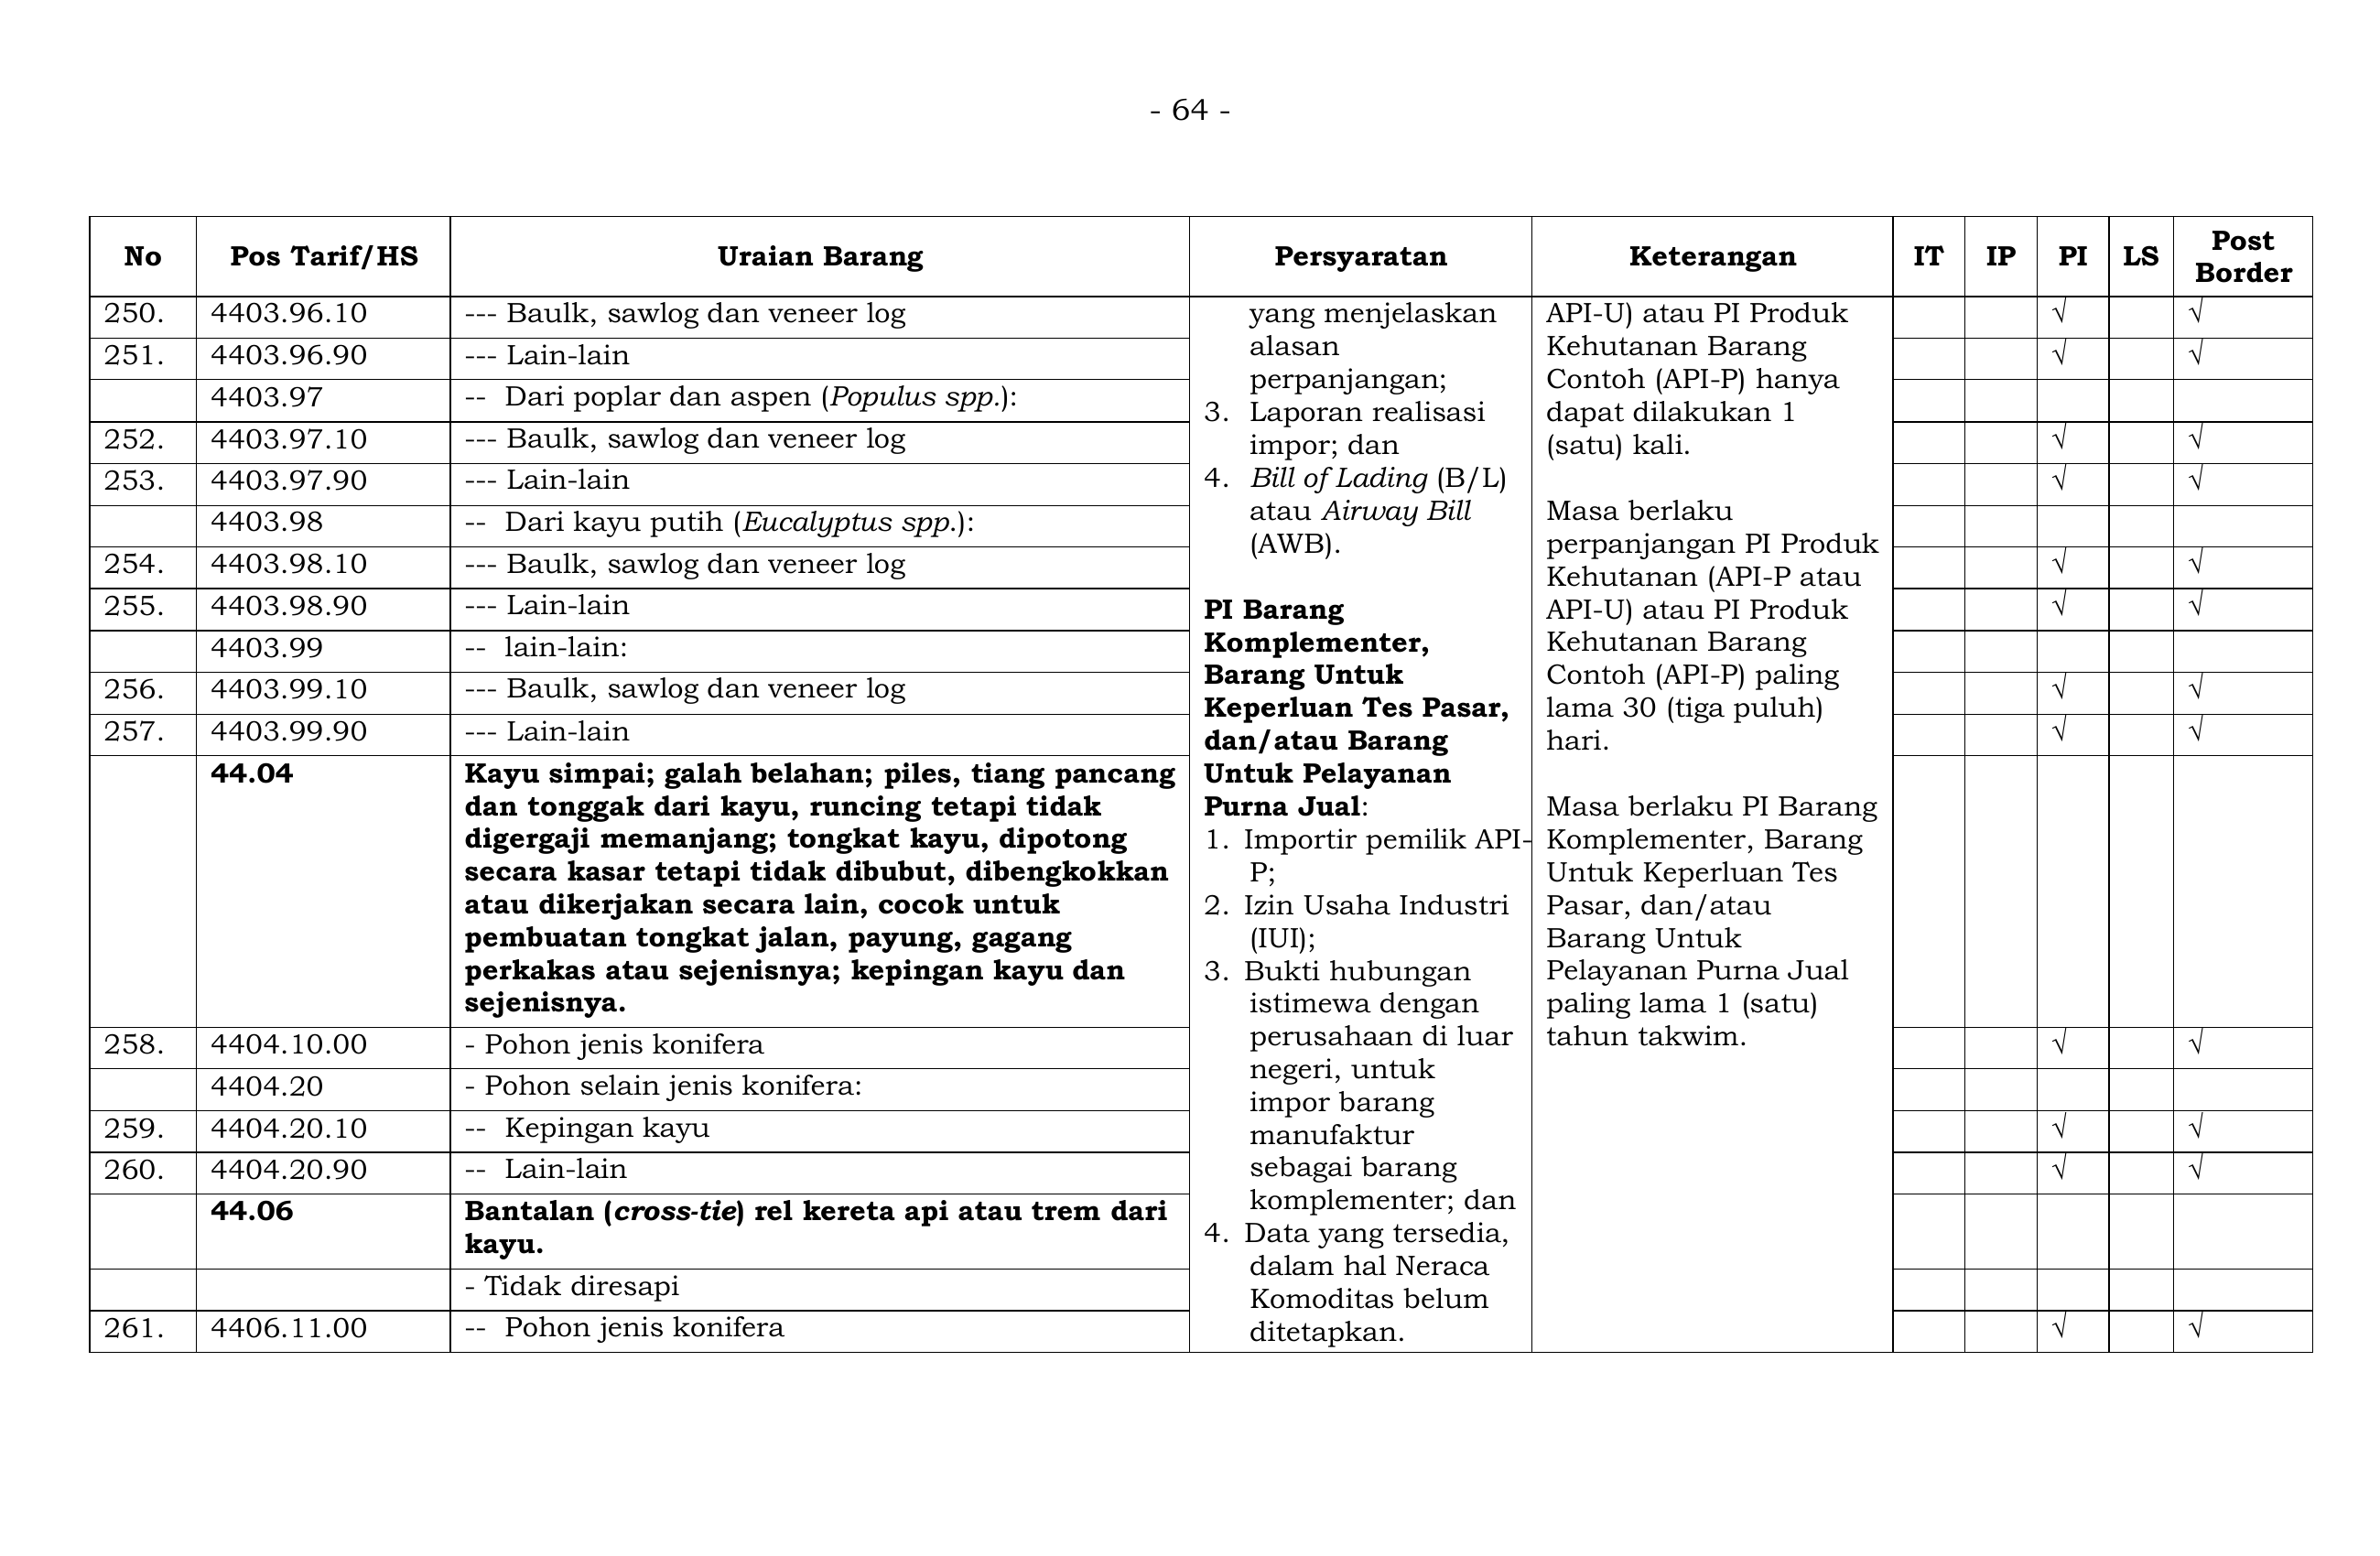 - 64 -
No Pos Tarif/HS Uraian Barang Persyaratan Keterangan IT IP PI LS Post Border
250. 4403.96.10 --- Baulk, sawlog dan veneer log √ √
251. 4403.96.90 --- Lain-lain √ √
4403.97 -- Dari poplar dan aspen (Populus spp.):
252. 4403.97.10 --- Baulk, sawlog dan veneer log √ √
253. 4403.97.90 --- Lain-lain √ √
4403.98 -- Dari kayu putih (Eucalyptus spp.):
254. 4403.98.10 --- Baulk, sawlog dan veneer log √ √
255. 4403.98.90 --- Lain-lain √ √
4403.99 -- lain-lain:
256. 4403.99.10 --- Baulk, sawlog dan veneer log √ √
257. 4403.99.90 --- Lain-lain √ √
44.04 Kayu simpai; galah belahan; piles, tiang pancang
dan tonggak dari kayu, runcing tetapi tidak
digergaji memanjang; tongkat kayu, dipotong
secara kasar tetapi tidak dibubut, dibengkokkan
atau dikerjakan secara lain, cocok untuk
pembuatan tongkat jalan, payung, gagang
perkakas atau sejenisnya; kepingan kayu dan
sejenisnya.
258. 4404.10.00 - Pohon jenis konifera √ √
4404.20 - Pohon selain jenis konifera:
259. 4404.20.10 -- Kepingan kayu √ √
260. 4404.20.90 -- Lain-lain √ √
44.06 Bantalan (cross-tie) rel kereta api atau trem dari
kayu.
- Tidak diresapi
261. 4406.11.00 -- Pohon jenis konifera √ √
yang menjelaskan
alasan
perpanjangan;
3. Laporan realisasi
impor; dan
4. Bill of Lading (B/L)
atau Airway Bill
(AWB).
PI Barang
Komplementer,
Barang Untuk
Keperluan Tes Pasar,
dan/atau Barang
Untuk Pelayanan
Purna Jual:
1. Importir pemilik API-
P;
2. Izin Usaha Industri
(IUI);
3. Bukti hubungan
istimewa dengan
perusahaan di luar
negeri, untuk
impor barang
manufaktur
sebagai barang
komplementer; dan
4. Data yang tersedia,
dalam hal Neraca
Komoditas belum
ditetapkan.
API-U) atau PI Produk
Kehutanan Barang
Contoh (API-P) hanya
dapat dilakukan 1
(satu) kali.
Masa berlaku
perpanjangan PI Produk
Kehutanan (API-P atau
API-U) atau PI Produk
Kehutanan Barang
Contoh (API-P) paling
lama 30 (tiga puluh)
hari.
Masa berlaku PI Barang
Komplementer, Barang
Untuk Keperluan Tes
Pasar, dan/atau
Barang Untuk
Pelayanan Purna Jual
paling lama 1 (satu)
tahun takwim.